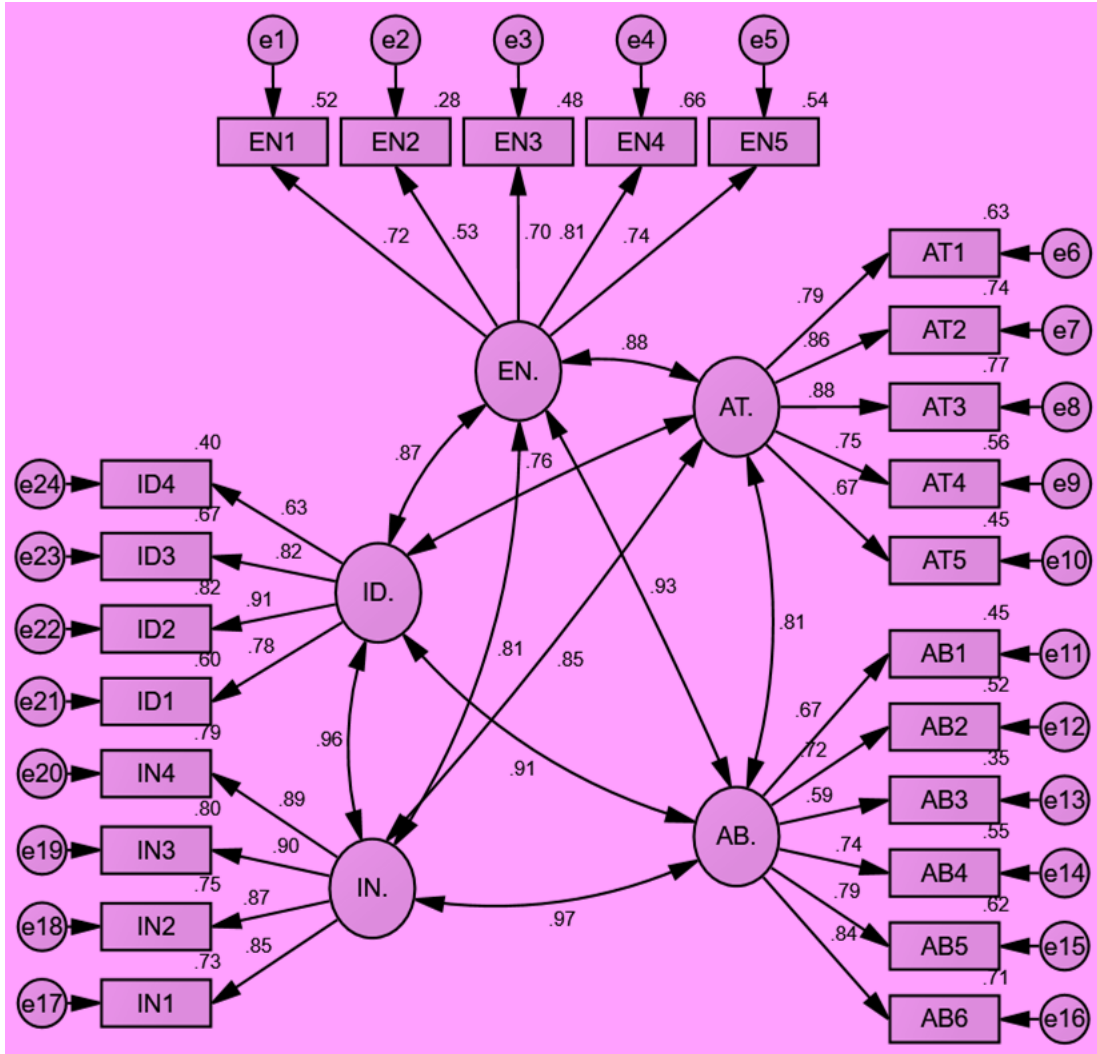 e1 e2 e3 e4 e5
.52 .28 .48 .66 .54
EN1 EN2 EN3 EN4 EN5
.72 .53 .70 .81 .74
.63
AT1 e6
.79 .74
AT2 e7
.86 .77
.88 AT3 e8
.75 .56
AT4 e9
.67 .45
AT5 e10
EN. .88 AT.
.87 .76
.40
e24 ID4 .63
.67
e23 ID3 .82
.82
e22 ID2 .91
.60
e21 ID1 .78
ID.
.93
.81 .85 .81
.45
AB1 e11
.67 .52
AB2 e12
.72 .35
.59 AB3 e13
.74 .55
AB4 e14
.79 .62
AB5 e15
.84 .71
AB6 e16
.79
e20 IN4 .89
.80
e19 IN3 .90
.75
e18 IN2 .87
.73
e17 IN1 .85
.96 .91
IN. AB.
.97